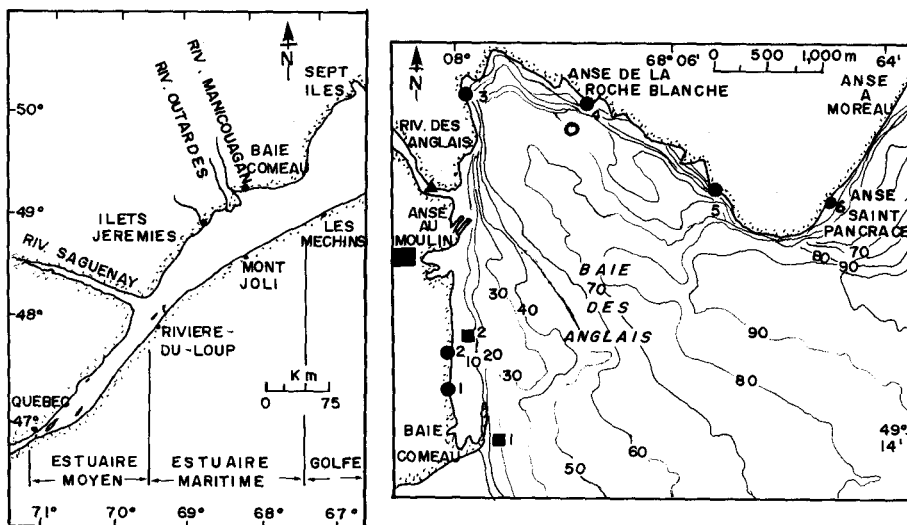 N
RIV. MANICOUAGAN
RIV. OUTARDES
SEPT
ILES
50°
BAIE
COMEAU
49°
ILETS
JEREMIES
LES
MECHINS
RIV. SAGUENAY
MONT
JOLI
48°
RIVIERE-
DU-LOUP
Km
0 75
QUEBEC
47°
ESTUAIRE
MOYEN
ESTUAIRE
MARITIME
GOLFE
71° 70 69 68 67
N
08°
68° 06'
0 500 1,000 m
64'
ANSE DE LA
ROCHE BLANCHE
ANSE
A
MOREAU
3
4
RIV. DES
ANGLAIS
5
6
ANSE
SAINT
PANCRACE
ANSE
AU
MOULIN
70
80
90
BAIE
70
DES
ANGLAIS
30
40
2
2
10
20
30
90
80
1
BAIE
COMEAU
1
60
50
49°
14'